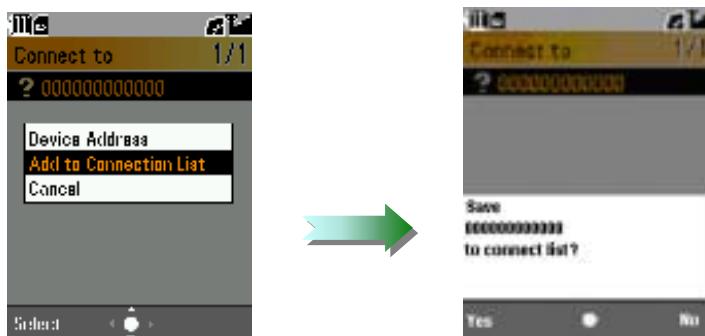 Connect to 1/1
? 000000000000
Device Address
Add to Connection List
Cancel
Select
Connect to 1/1
? 000000000000
Save
000000000000
to connect list?
Yes No